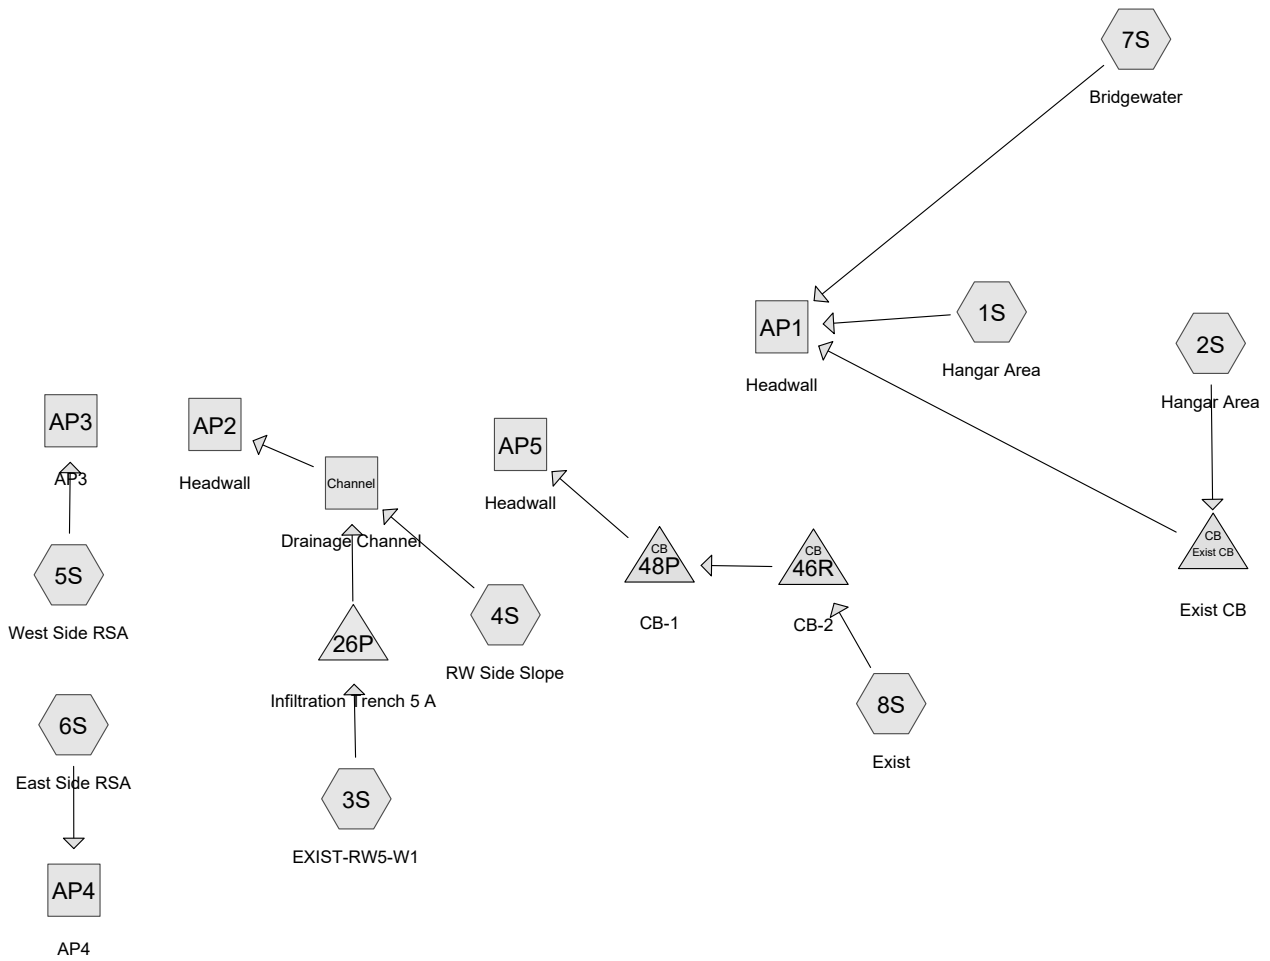 7S
Bridgewater
AP1
Headwall
1S
Hangar Area
2S
Hangar Area
AP3
AP3
AP2
Headwall
Channel
Drainage Channel
AP5
Headwall
CB
48P
CB-1
CB
46R
CB-2
CB
Exist CB
Exist CB
5S
West Side RSA
26P
Infiltration Trench 5 A
4S
RW Side Slope
8S
Exist
6S
East Side RSA
3S
EXIST-RW5-W1
AP4
AP4